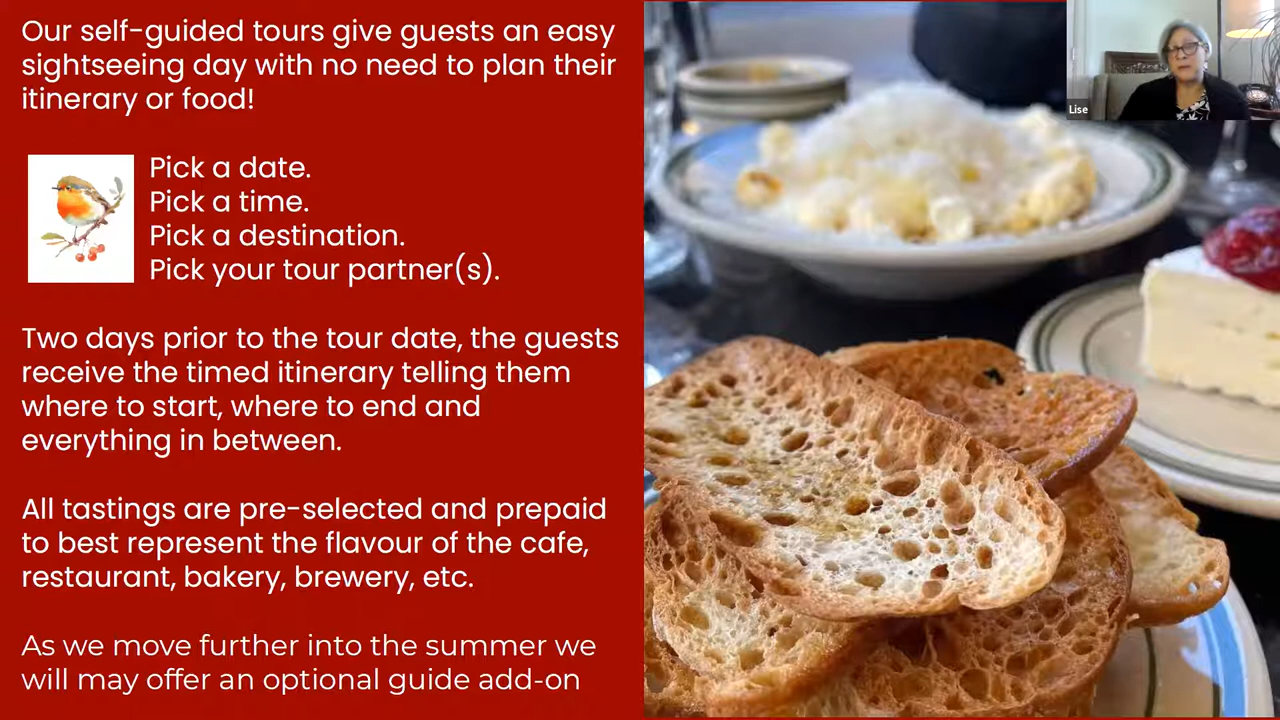 Our self-guided tours give guests an easy
sightseeing day with no need to plan their
itinerary or food!
Pick a date.
Pick a time.
Pick a destination.
Pick your tour partner(s).
Two days prior to the tour date, the guests
receive the timed itinerary telling them
where to start, where to end and
everything in between.
All tastings are pre-selected and prepaid
to best represent the flavour of the cafe,
restaurant, bakery, brewery, etc.
As we move further into the summer we
will may offer an optional guide add-on
Lise